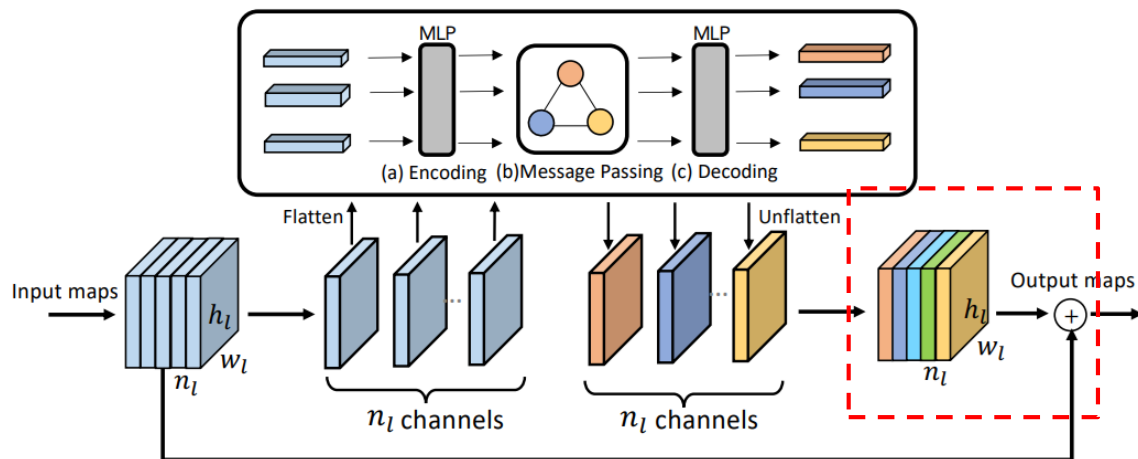 MLP
MLP
(a) Encoding
(b)Message Passing
(c) Decoding
Flatten
Unflatten
Input maps
h_l
w_l
n_l
...
n_l channels
...
n_l channels
h_l
w_l
n_l
Output maps
+